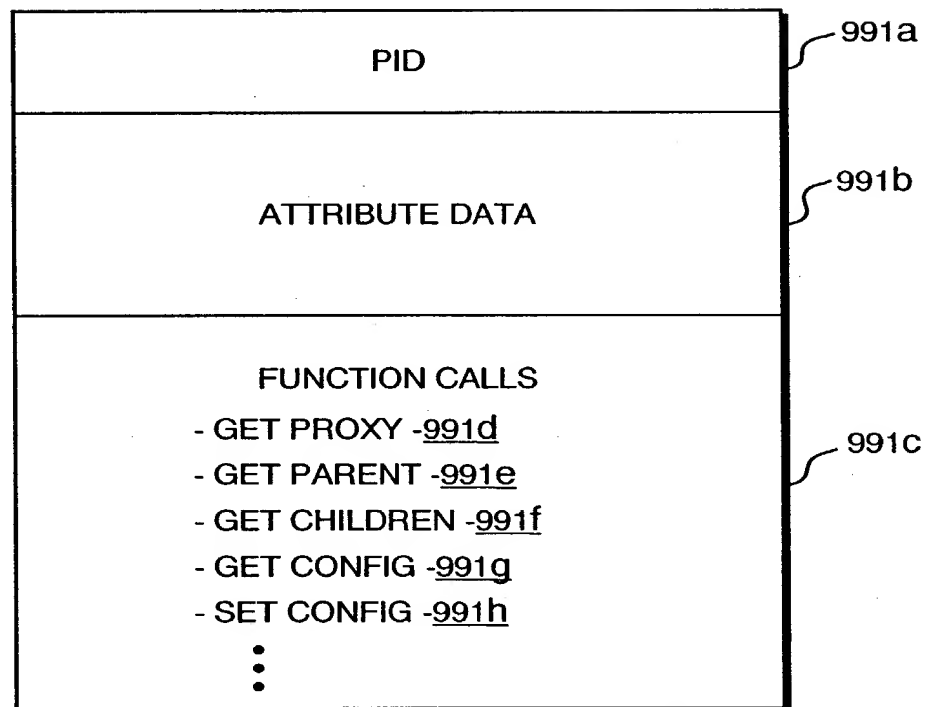 PID
991a
ATTRIBUTE DATA
991b
FUNCTION CALLS
- GET PROXY -991d
- GET PARENT -991e
- GET CHILDREN -991f
- GET CONFIG -991g
- SET CONFIG -991h
991c